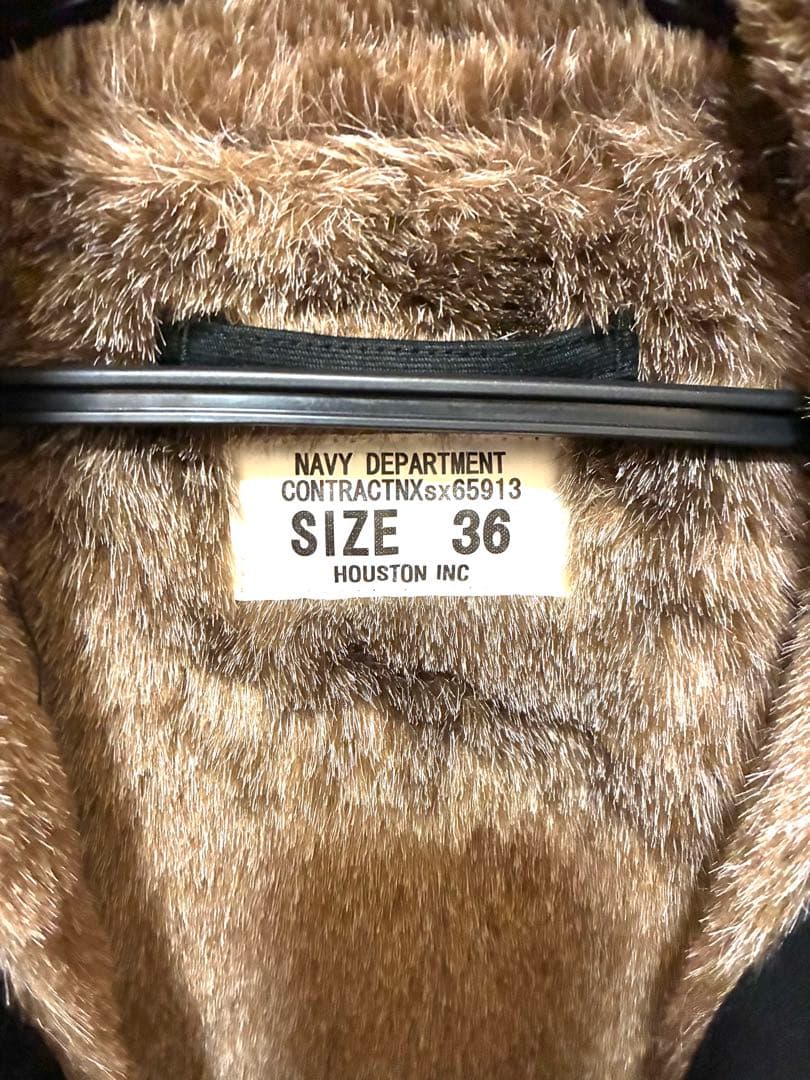 NAVY DEPARTMENT
CONTRACTNXsx65913
SIZE 36
HOUSTON INC